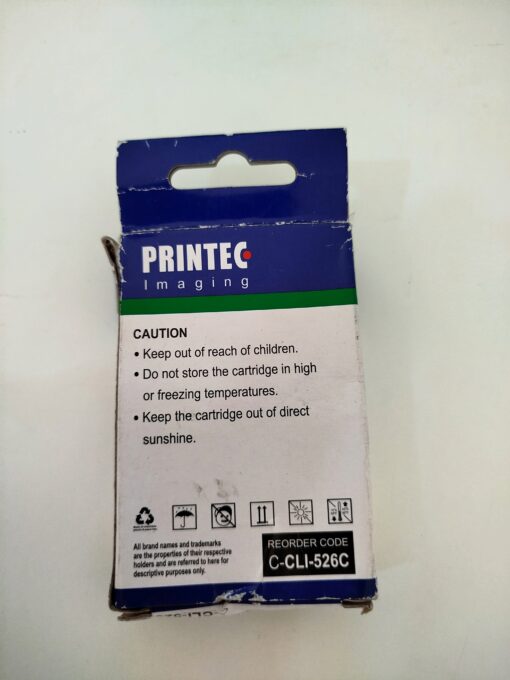 PRINTEC
Imaging
CAUTION
• Keep out of reach of children.
• Do not store the cartridge in high
or freezing temperatures.
• Keep the cartridge out of direct
sunshine.
All brand names and trademarks
are the properties of their respective
holders and are referred to here for
descriptive purposes only.
REORDER CODE
C-CLI-526C